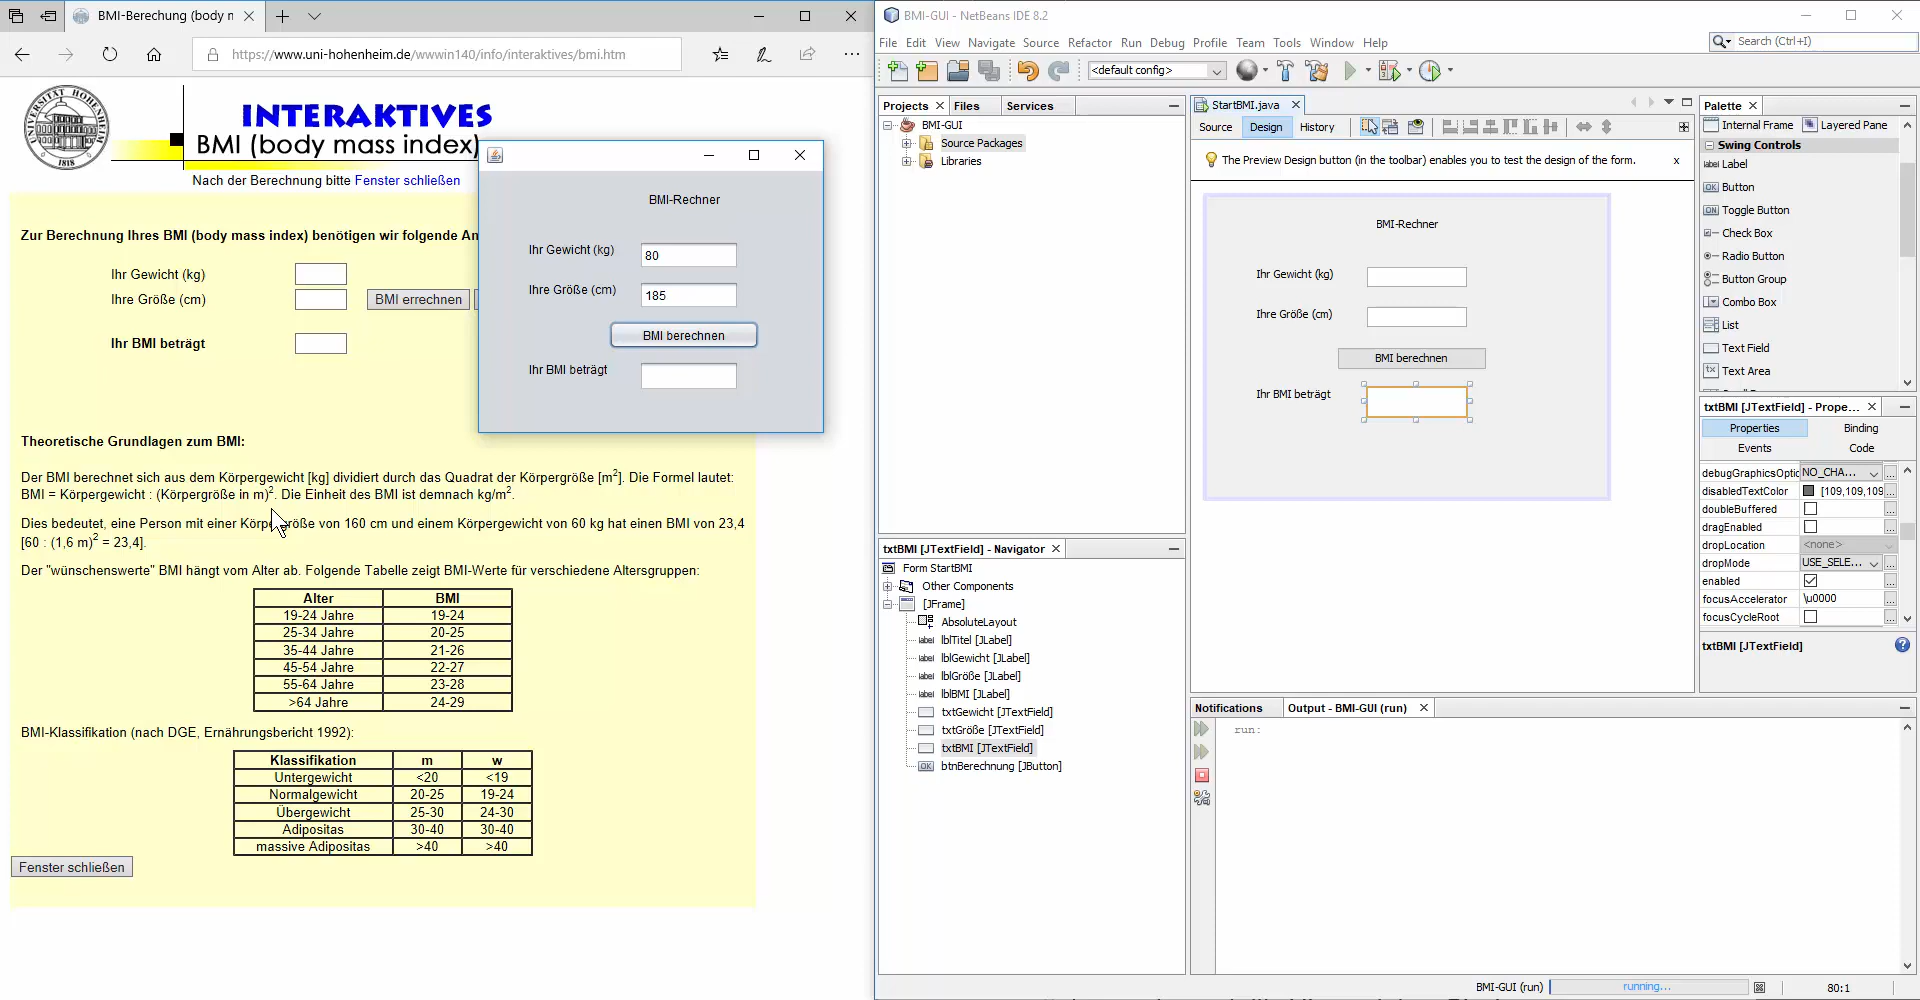 BMI-Berechung (body n
https://www.uni-hohenheim.de/wwwin140/info/interaktives/bmi.htm
UNIVERSITÄT HOHENHEIM
1818
INTERAKTIVES
BMI (body mass index)
Nach der Berechnung bitte Fenster schließen
Zur Berechnung Ihres BMI (body mass index) benötigen wir folgende An
Ihr Gewicht (kg)
Ihre Größe (cm)
BMI errechnen
Ihr BMI beträgt
Theoretische Grundlagen zum BMI:
Der BMI berechnet sich aus dem Körpergewicht [kg] dividiert durch das Quadrat der Körpergröße [m²]. Die Formel lautet:
BMI = Körpergewicht : (Körpergröße in m)². Die Einheit des BMI ist demnach kg/m².
Dies bedeutet, eine Person mit einer Körpergröße von 160 cm und einem Körpergewicht von 60 kg hat einen BMI von 23,4
[60 : (1,6 m)² = 23,4].
Der "wünschenswerte" BMI hängt vom Alter ab. Folgende Tabelle zeigt BMI-Werte für verschiedene Altersgruppen:
Alter BMI
19-24 Jahre 19-24
25-34 Jahre 20-25
35-44 Jahre 21-26
45-54 Jahre 22-27
55-64 Jahre 23-28
>64 Jahre 24-29
BMI-Klassifikation (nach DGE, Ernährungsbericht 1992):
Klassifikation m w
Untergewicht <20 <19
Normalgewicht 20-25 19-24
Übergewicht 25-30 24-30
Adipositas 30-40 30-40
massive Adipositas >40 >40
Fenster schließen
BMI-Rechner
Ihr Gewicht (kg) 80
Ihre Größe (cm) 185
BMI berechnen
Ihr BMI beträgt
BMI-GUI - NetBeans IDE 8.2
File Edit View Navigate Source Refactor Run Debug Profile Team Tools Window Help
Search (Ctrl+I)
<default config>
Projects Files Services
BMI-GUI
Source Packages
Libraries
StartBMI.java
Source Design History
The Preview Design button (in the toolbar) enables you to test the design of the form. x
BMI-Rechner
Ihr Gewicht (kg)
Ihre Größe (cm)
BMI berechnen
Ihr BMI beträgt
Palette
Internal Frame Layered Pane
Swing Controls
label Label
OK Button
ON Toggle Button
Check Box
Radio Button
Button Group
Combo Box
List
Text Field
Text Area
txtBMI [JTextField] - Prope...
Properties Binding
Events Code
debugGraphicsOptic NO_CHA... ...
disabledTextColor [109,109,109 ...
doubleBuffered ...
dragEnabled ...
dropLocation <none> ...
dropMode USE_SELE... ...
enabled ...
focusAccelerator \u0000 ...
focusCycleRoot ...
txtBMI [JTextField]
txtBMI [JTextField] - Navigator
Form StartBMI
Other Components
[JFrame]
AbsoluteLayout
label lblTitel [JLabel]
label lblGewicht [JLabel]
label lblGröße [JLabel]
label lblBMI [JLabel]
txtGewicht [JTextField]
txtGröße [JTextField]
txtBMI [JTextField]
OK btnBerechnung [JButton]
Notifications Output - BMI-GUI (run)
run:
BMI-GUI (run) running... 80:1